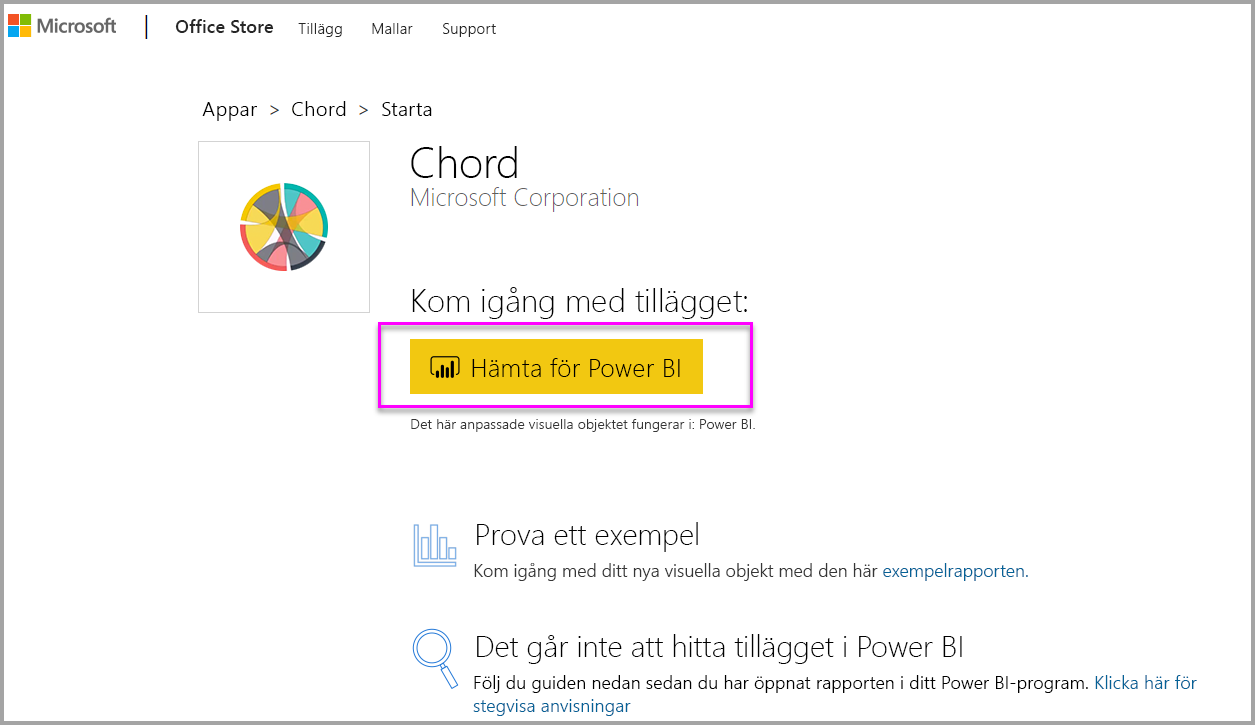 Microsoft Office Store Tillägg Mallar Support
Appar > Chord > Starta
Chord
Microsoft Corporation
Kom igång med tillägget:
Hämta för Power BI
Det här anpassade visuella objektet fungerar i: Power BI.
Prova ett exempel
Kom igång med ditt nya visuella objekt med den här exempelrapporten.
Det går inte att hitta tillägget i Power BI
Följ du guiden nedan sedan du har öppnat rapporten i ditt Power BI-program. Klicka här för
stegvisa anvisningar